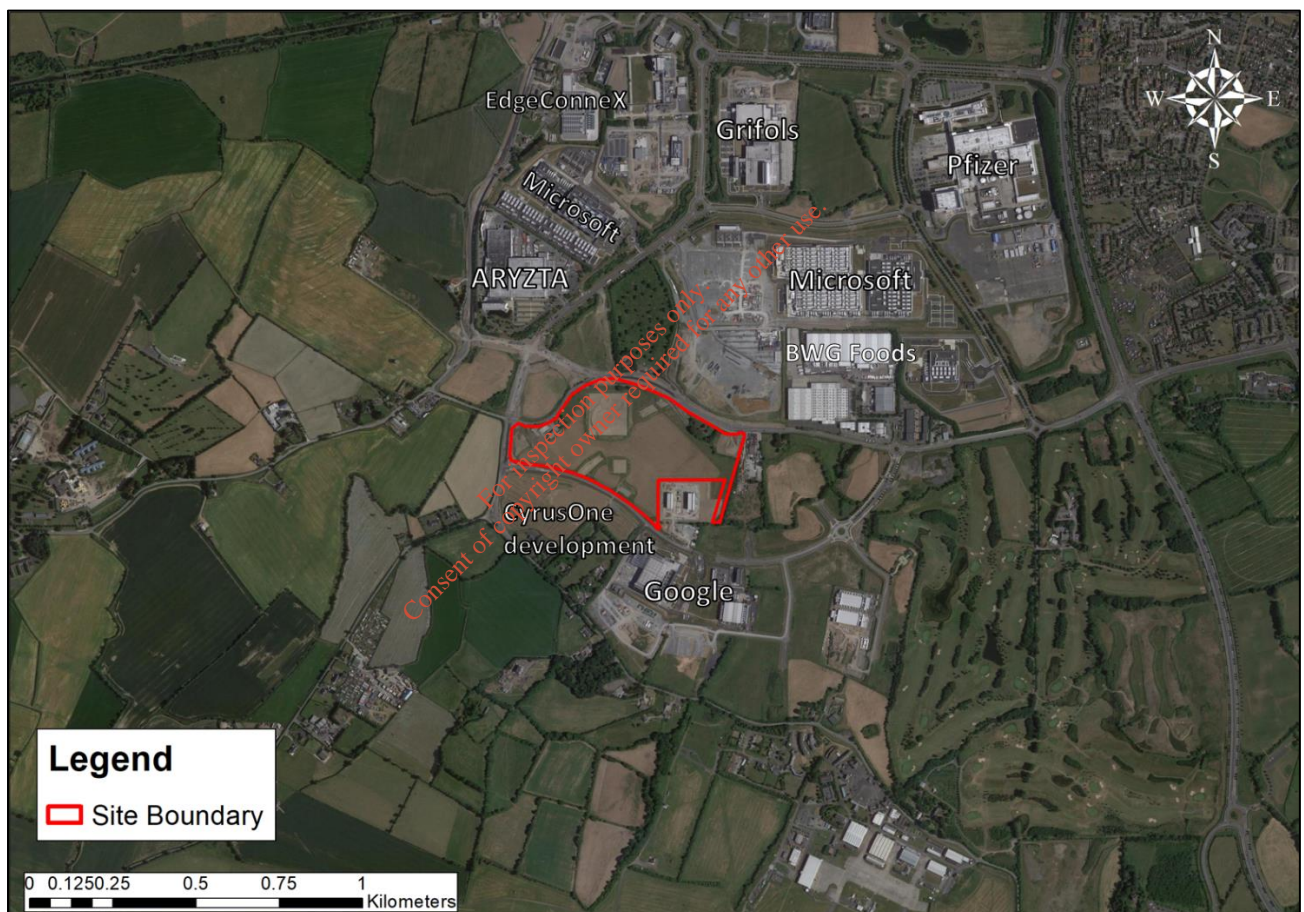 N
W E
S
EdgeConneX
Grifols
Pfizer
Microsoft
ARYZTA
Microsoft
BWG Foods
For inspection purposes only
Consent of copyright owner required for any other use.
CyrusOne
development
Google
Legend
Site Boundary
0 0.1250.25 0.5 0.75 1
Kilometers